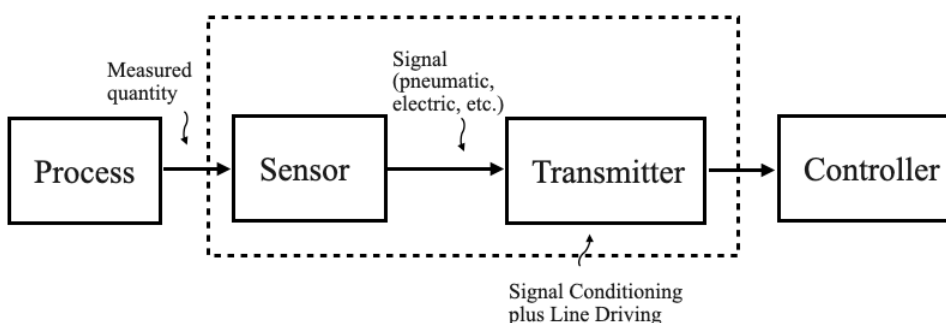 Measured
quantity
Signal
(pneumatic,
electric, etc.)
Process
Sensor
Transmitter
Controller
Signal Conditioning
plus Line Driving